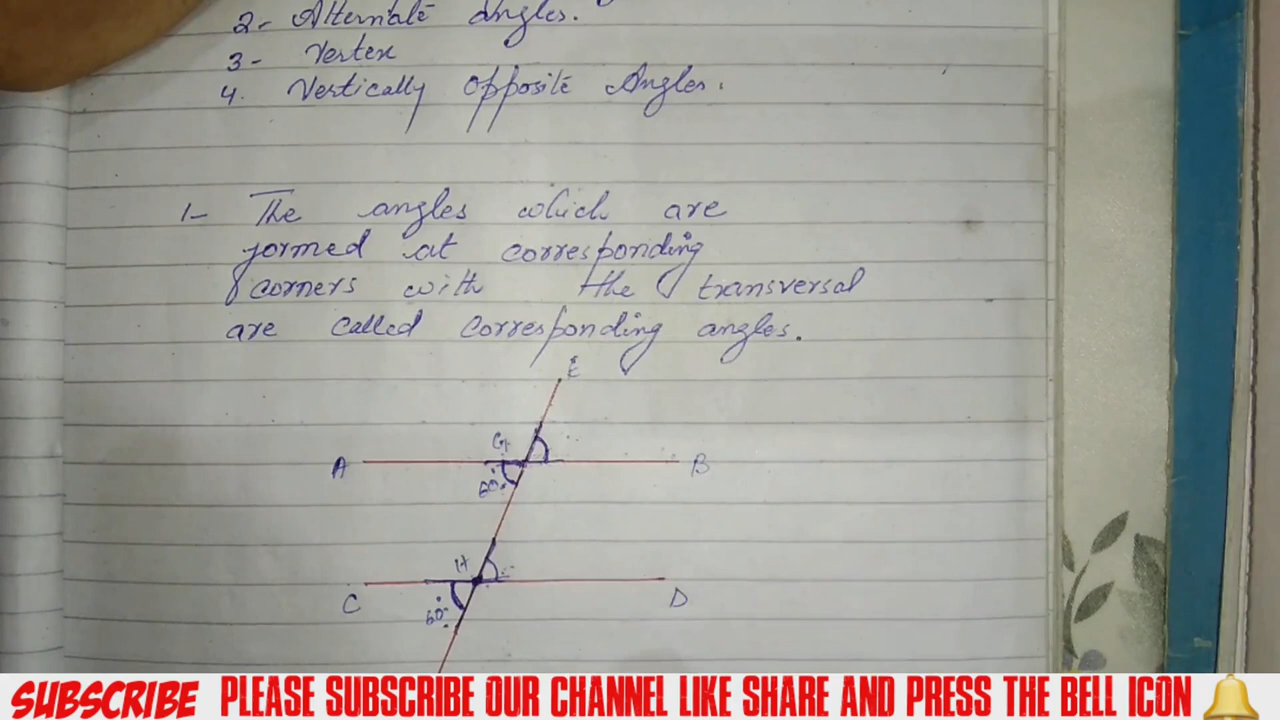 2- Alternate Angles.
3- Vertex
4. Vertically Opposite Angles.
1- The angles which are
formed at corresponding
corners with the transversal
are called corresponding angles.
E
G
A
B
60°
H
C
60°
D
SUBSCRIBE PLEASE SUBSCRIBE OUR CHANNEL LIKE SHARE AND PRESS THE BELL ICON